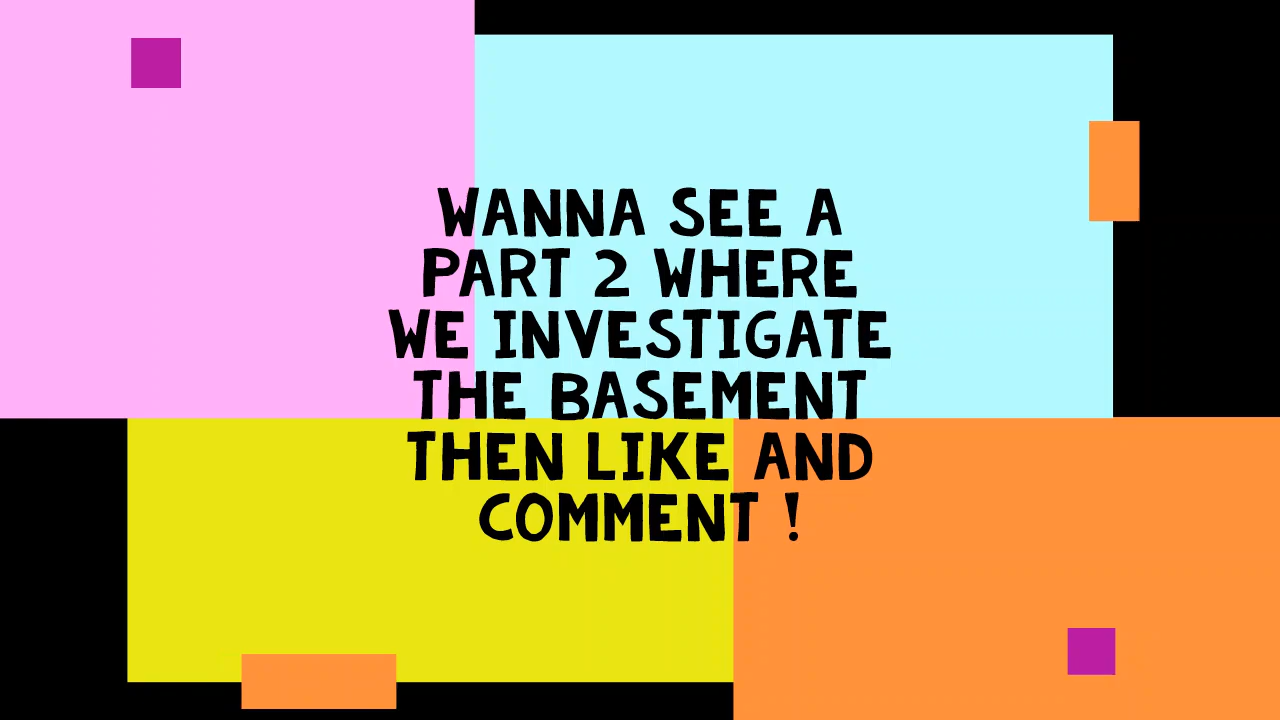 WANNA SEE A
PART 2 WHERE
WE INVESTIGATE
THE BASEMENT
THEN LIKE AND
COMMENT !